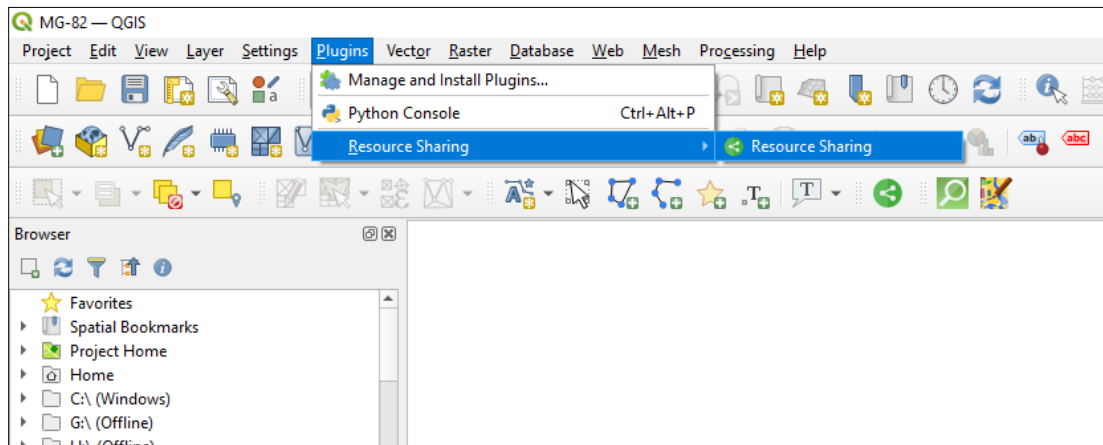 MG-82 — QGIS
Project Edit View Layer Settings Plugins Vector Raster Database Web Mesh Processing Help
Manage and Install Plugins...
Python Console Ctrl+Alt+P
Resource Sharing Resource Sharing
ab abc
T T
Browser
Favorites
Spatial Bookmarks
Project Home
Home
C:\ (Windows)
G:\ (Offline)